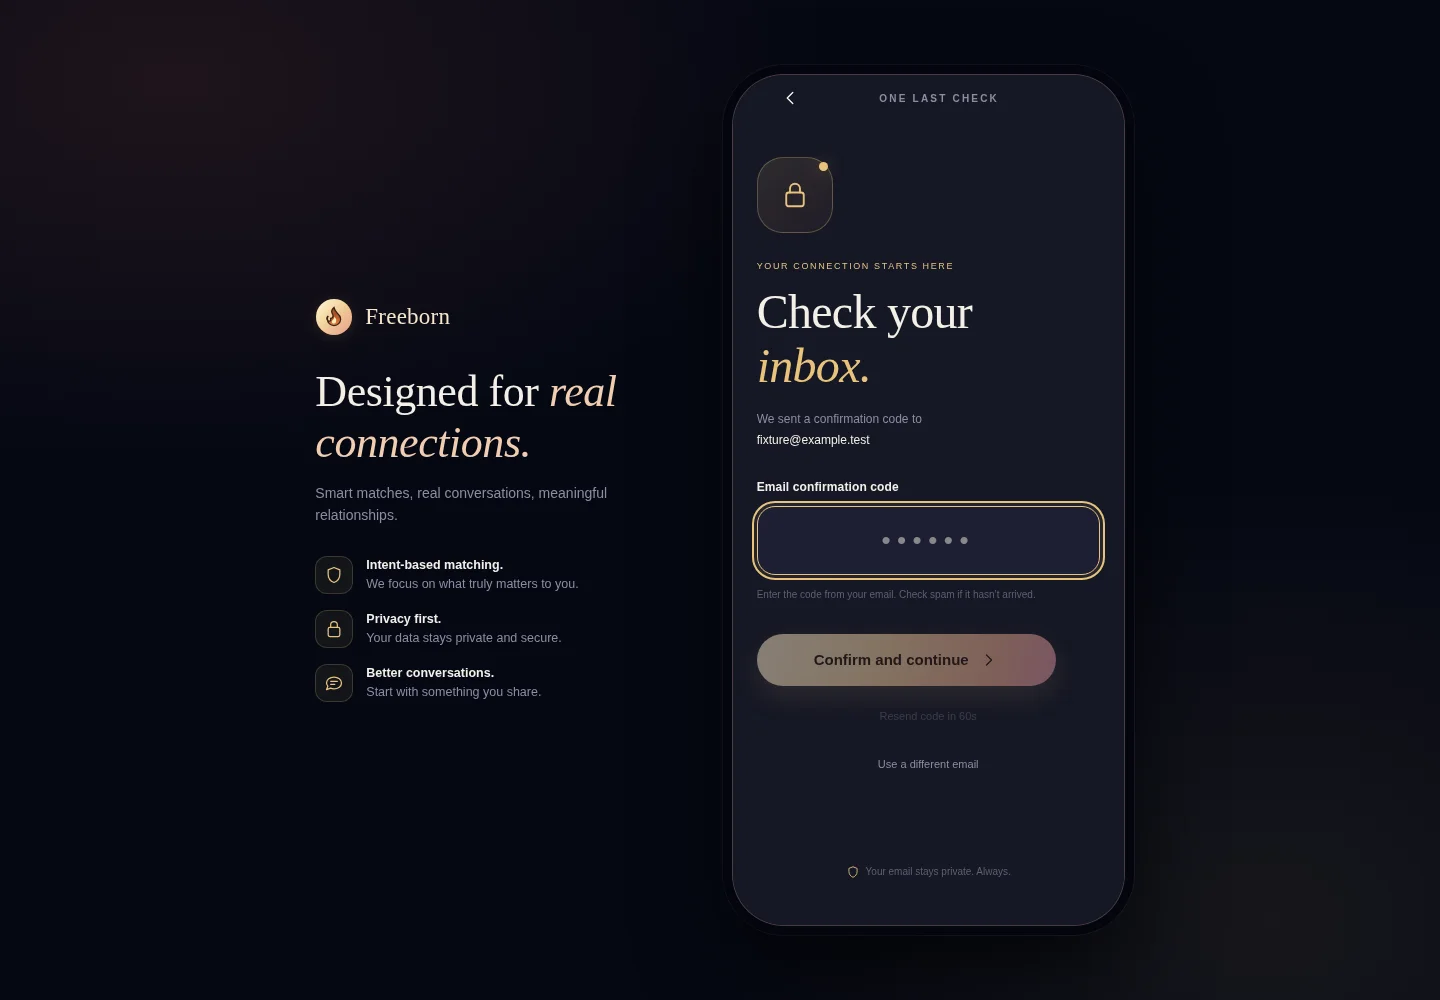 Freeborn
Designed for real
connections.
Smart matches, real conversations, meaningful
relationships.
Intent-based matching.
We focus on what truly matters to you.
Privacy first.
Your data stays private and secure.
Better conversations.
Start with something you share.
ONE LAST CHECK
YOUR CONNECTION STARTS HERE
Check your
inbox.
We sent a confirmation code to
fixture@example.test
Email confirmation code
••••••
Enter the code from your email. Check spam if it hasn't arrived.
Confirm and continue
Resend code in 60s
Use a different email
Your email stays private. Always.